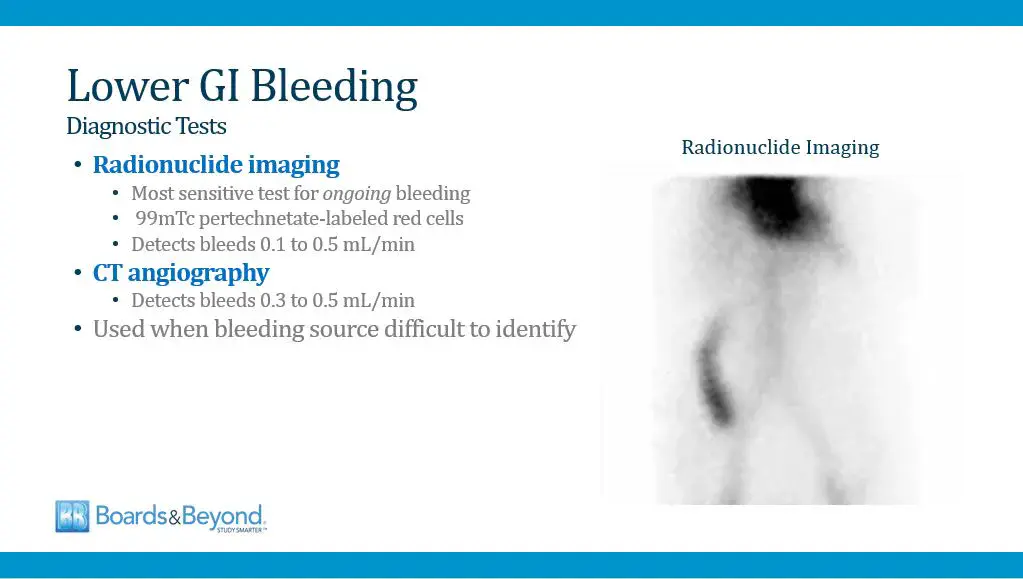 Lower GI Bleeding
Diagnostic Tests
• Radionuclide imaging
• Most sensitive test for ongoing bleeding
• 99mTc pertechnetate-labeled red cells
• Detects bleeds 0.1 to 0.5 mL/min
• CT angiography
• Detects bleeds 0.3 to 0.5 mL/min
• Used when bleeding source difficult to identify
Radionuclide Imaging
BB Boards&Beyond.
STUDY SMARTER™